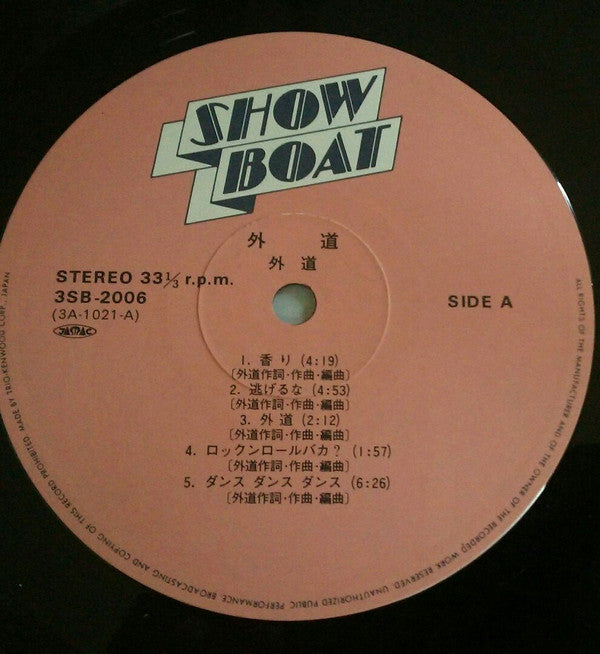 SHOW
BOAT
外 道
外 道
STEREO 33⅓ r.p.m.
3SB-2006
(3A-1021-A)
JASRAC
SIDE A
1. 香り (4:19)
〔外道作詞・作曲・編曲〕
2. 逃げるな (4:53)
〔外道作詞・作曲・編曲〕
3. 外道 (2:12)
〔外道作詞・作曲・編曲〕
4. ロックンロールバカ? (1:57)
〔外道作詞・作曲・編曲〕
5. ダンス ダンス ダンス (6:26)
〔外道作詞・作曲・編曲〕
ALL RIGHTS OF THE MANUFACTURER AND OF THE OWNER OF THE RECORDED WORK RESERVED. UNAUTHORIZED PUBLIC PERFORMANCE BROADCASTING AND COPYING OF THIS RECORD PROHIBITED MADE BY TRIO-KENWOOD CORP., JAPAN